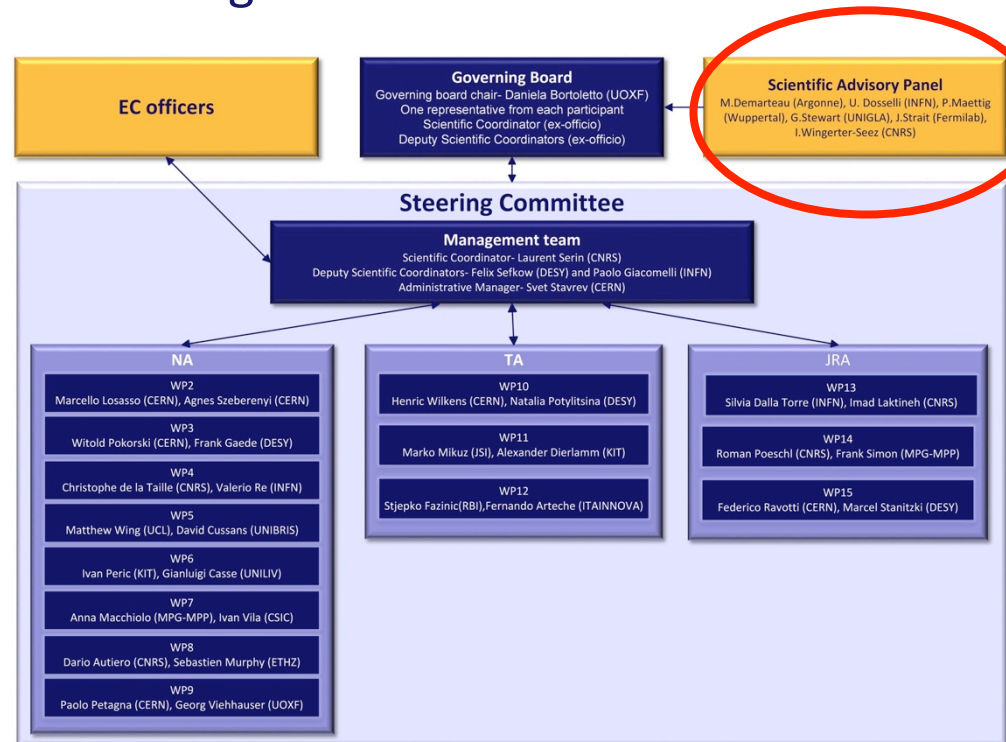 EC officers
Governing Board
Governing board chair- Daniela Bortoletto (UOXF)
One representative from each participant
Scientific Coordinator (ex-officio)
Deputy Scientific Coordinators (ex-officio)
Scientific Advisory Panel
M.Demarteau (Argonne), U. Dosselli (INFN), P.Maettig
(Wuppertal), G.Stewart (UNIGLA), J.Strait (Fermilab),
I.Wingerter-Seez (CNRS)
Steering Committee
Management team
Scientific Coordinator- Laurent Serin (CNRS)
Deputy Scientific Coordinators- Felix Sefkow (DESY) and Paolo Giacomelli (INFN)
Administrative Manager- Svet Stavrev (CERN)
NA
WP2
Marcello Losasso (CERN), Agnes Szeberenyi (CERN)
WP3
Witold Pokorski (CERN), Frank Gaede (DESY)
WP4
Christophe de la Taille (CNRS), Valerio Re (INFN)
WP5
Matthew Wing (UCL), David Cussans (UNIBRIS)
WP6
Ivan Peric (KIT), Gianluigi Casse (UNILIV)
WP7
Anna Macchiolo (MPG-MPP), Ivan Vila (CSIC)
WP8
Dario Autiero (CNRS), Sebastien Murphy (ETHZ)
WP9
Paolo Petagna (CERN), Georg Viehhauser (UOXF)
TA
WP10
Henric Wilkens (CERN), Natalia Potylitsina (DESY)
WP11
Marko Mikuz (JSI), Alexander Dierlamm (KIT)
WP12
Stjepko Fazinic(RBI),Fernando Arteche (ITAINNOVA)
JRA
WP13
Silvia Dalla Torre (INFN), Imad Laktineh (CNRS)
WP14
Roman Poeschl (CNRS), Frank Simon (MPG-MPP)
WP15
Federico Ravotti (CERN), Marcel Stanitzki (DESY)